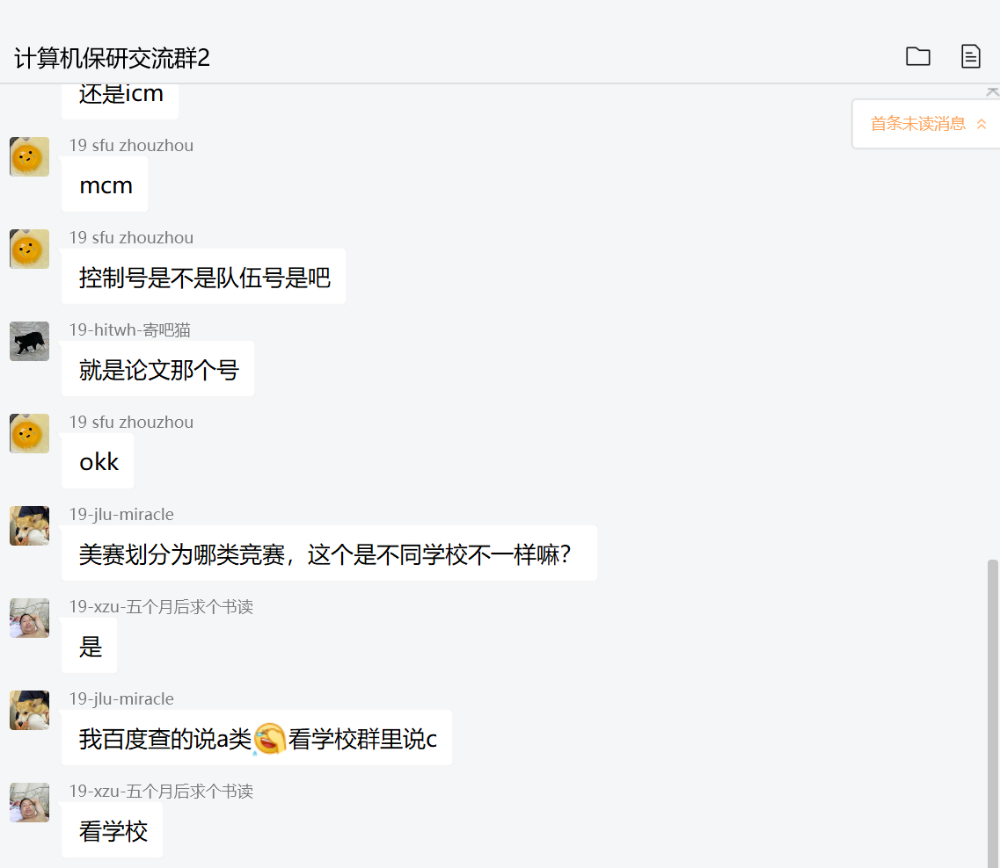 计算机保研交流群2
还是icm
首条未读消息
19 sfu zhouzhou
mcm
19 sfu zhouzhou
控制号是不是队伍号是吧
19-hitwh-寄吧猫
就是论文那个号
19 sfu zhouzhou
okk
19-jlu-miracle
美赛划分为哪类竞赛，这个是不同学校不一样嘛？
19-xzu-五个月后求个书读
是
19-jlu-miracle
我百度查的说a类🤣看学校群里说c
19-xzu-五个月后求个书读
看学校